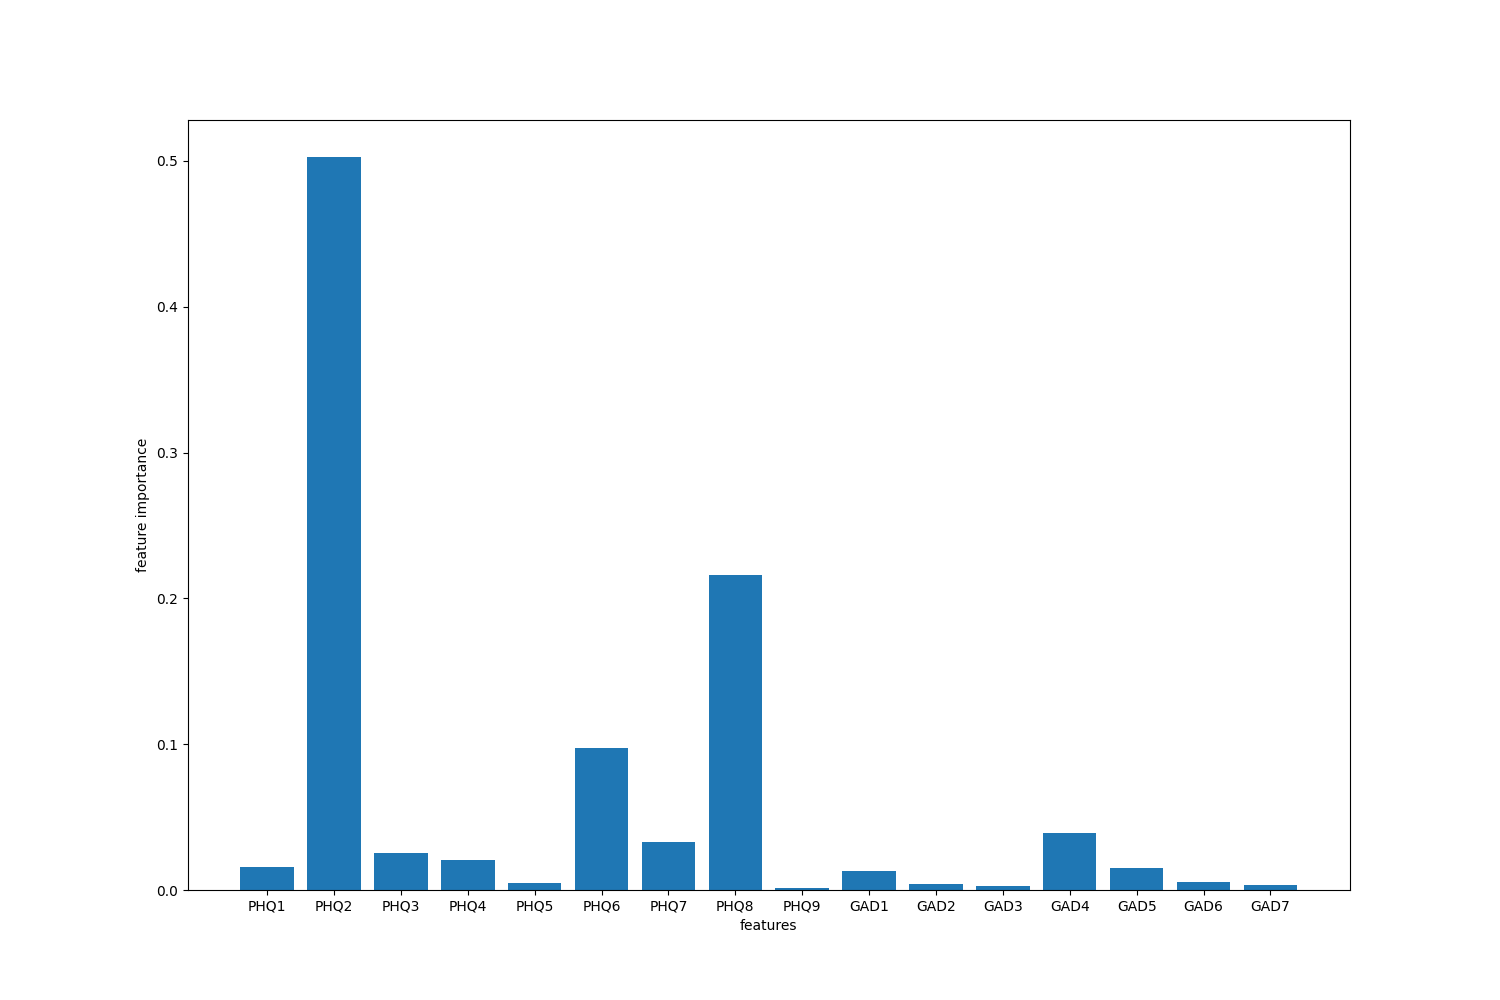 0.5
0.4
0.3
0.2
0.1
0.0
feature importance
PHQ1 PHQ2 PHQ3 PHQ4 PHQ5 PHQ6 PHQ7 PHQ8 PHQ9 GAD1 GAD2 GAD3 GAD4 GAD5 GAD6 GAD7
features